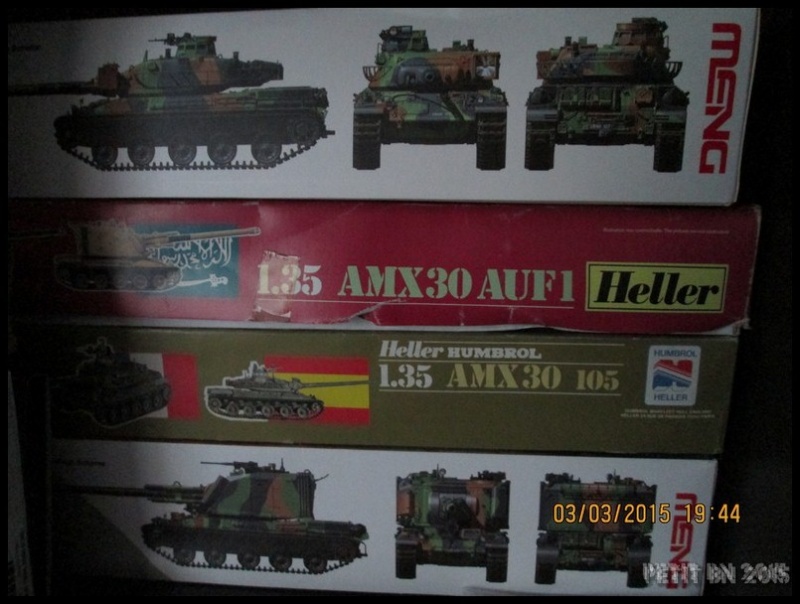 MENG
1.35 AMX30 AUF1 Heller
Heller HUMBROL
1.35 AMX30 105
HUMBROL
HELLER
03/03/2015 19:44
MENG
PETIT BN 2015